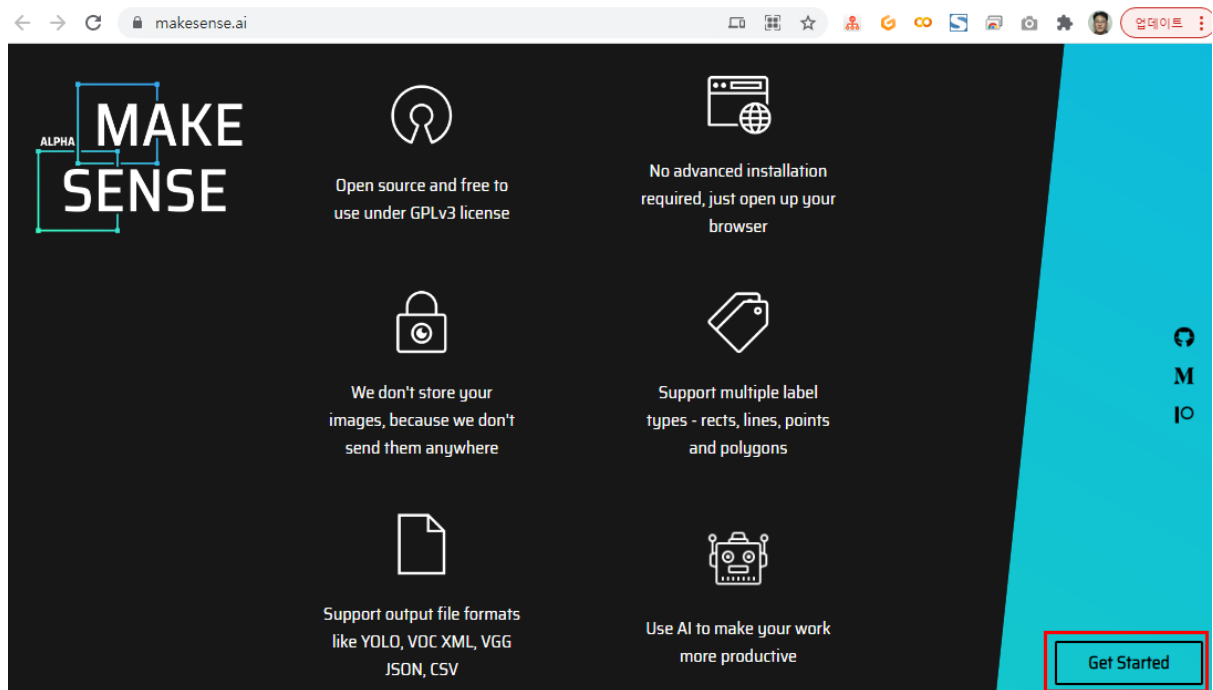 makesense.ai
업데이트
ALPHA
MAKE
SENSE
Open source and free to
use under GPLv3 license
No advanced installation
required, just open up your
browser
We don't store your
images, because we don't
send them anywhere
Support multiple label
types - rects, lines, points
and polygons
Support output file formats
like YOLO, VOC XML, VGG
JSON, CSV
Use AI to make your work
more productive
Get Started